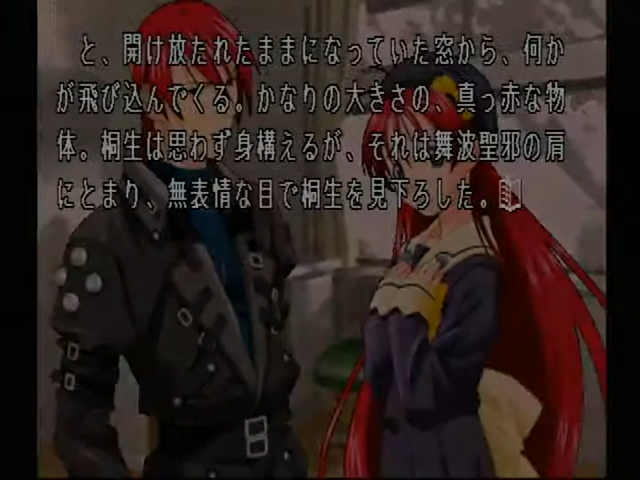 と、開け放たれたままになっていた窓から、何か
が飛び込んでくる。かなりの大きさの、真っ赤な物
体。桐生は思わず身構えるが、それは舞波聖邪の肩
にとまり、無表情な目で桐生を見下ろした。